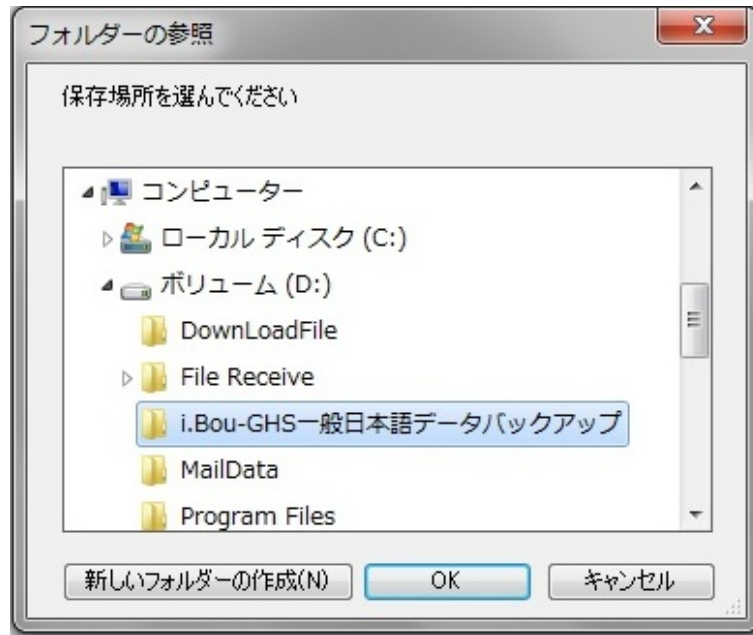 フォルダーの参照
保存場所を選んでください
コンピューター
ローカル ディスク (C:)
ボリューム (D:)
DownLoadFile
File Receive
i.Bou-GHS一般日本語データバックアップ
MailData
Program Files
新しいフォルダーの作成(N)
OK
キャンセル